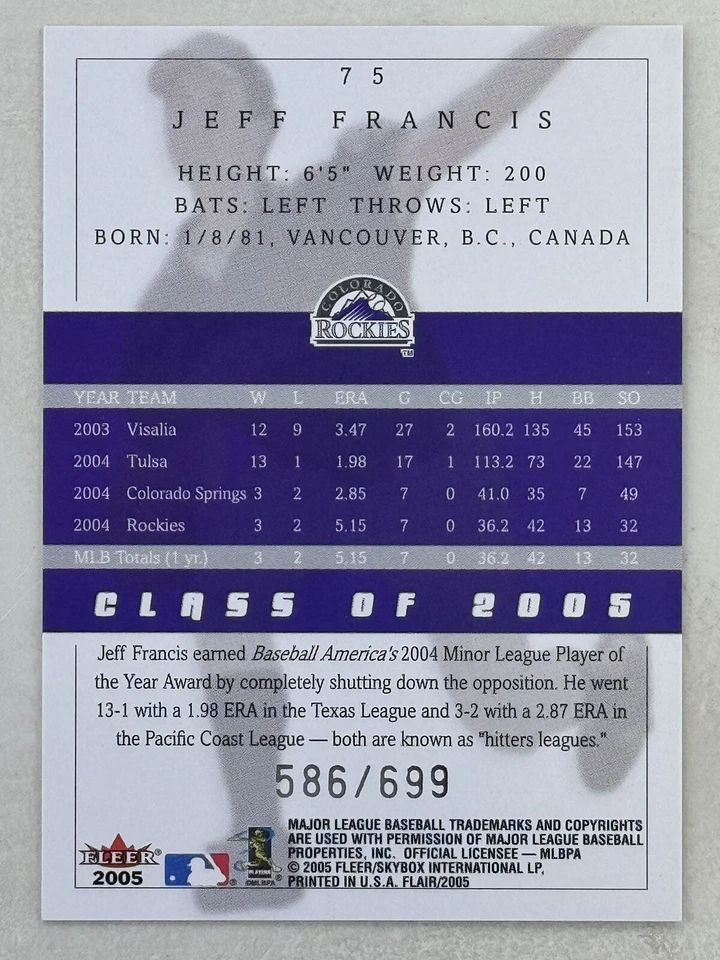 75
JEFF FRANCIS
HEIGHT: 6'5" WEIGHT: 200
BATS: LEFT THROWS: LEFT
BORN: 1/8/81, VANCOUVER, B.C., CANADA
COLORADO
ROCKIES
TM
YEAR TEAM W L ERA G CG IP H BB SO
2003 Visalia 12 9 3.47 27 2 160.2 135 45 153
2004 Tulsa 13 1 1.98 17 1 113.2 73 22 147
2004 Colorado Springs 3 2 2.85 7 0 41.0 35 7 49
2004 Rockies 3 2 5.15 7 0 36.2 42 13 32
MLB Totals (1 yr.) 3 2 5.15 7 0 36.2 42 13 32
CLASS OF 2005
Jeff Francis earned Baseball America's 2004 Minor League Player of
the Year Award by completely shutting down the opposition. He went
13-1 with a 1.98 ERA in the Texas League and 3-2 with a 2.87 ERA in
the Pacific Coast League — both are known as "hitters leagues."
586/699
MAJOR LEAGUE BASEBALL TRADEMARKS AND COPYRIGHTS
ARE USED WITH PERMISSION OF MAJOR LEAGUE BASEBALL
PROPERTIES, INC. OFFICIAL LICENSEE — MLBPA
© 2005 FLEER/SKYBOX INTERNATIONAL LP,
PRINTED IN U.S.A. FLAIR/2005
FLEER®
2005
®
PLAYERS
©MLBPA